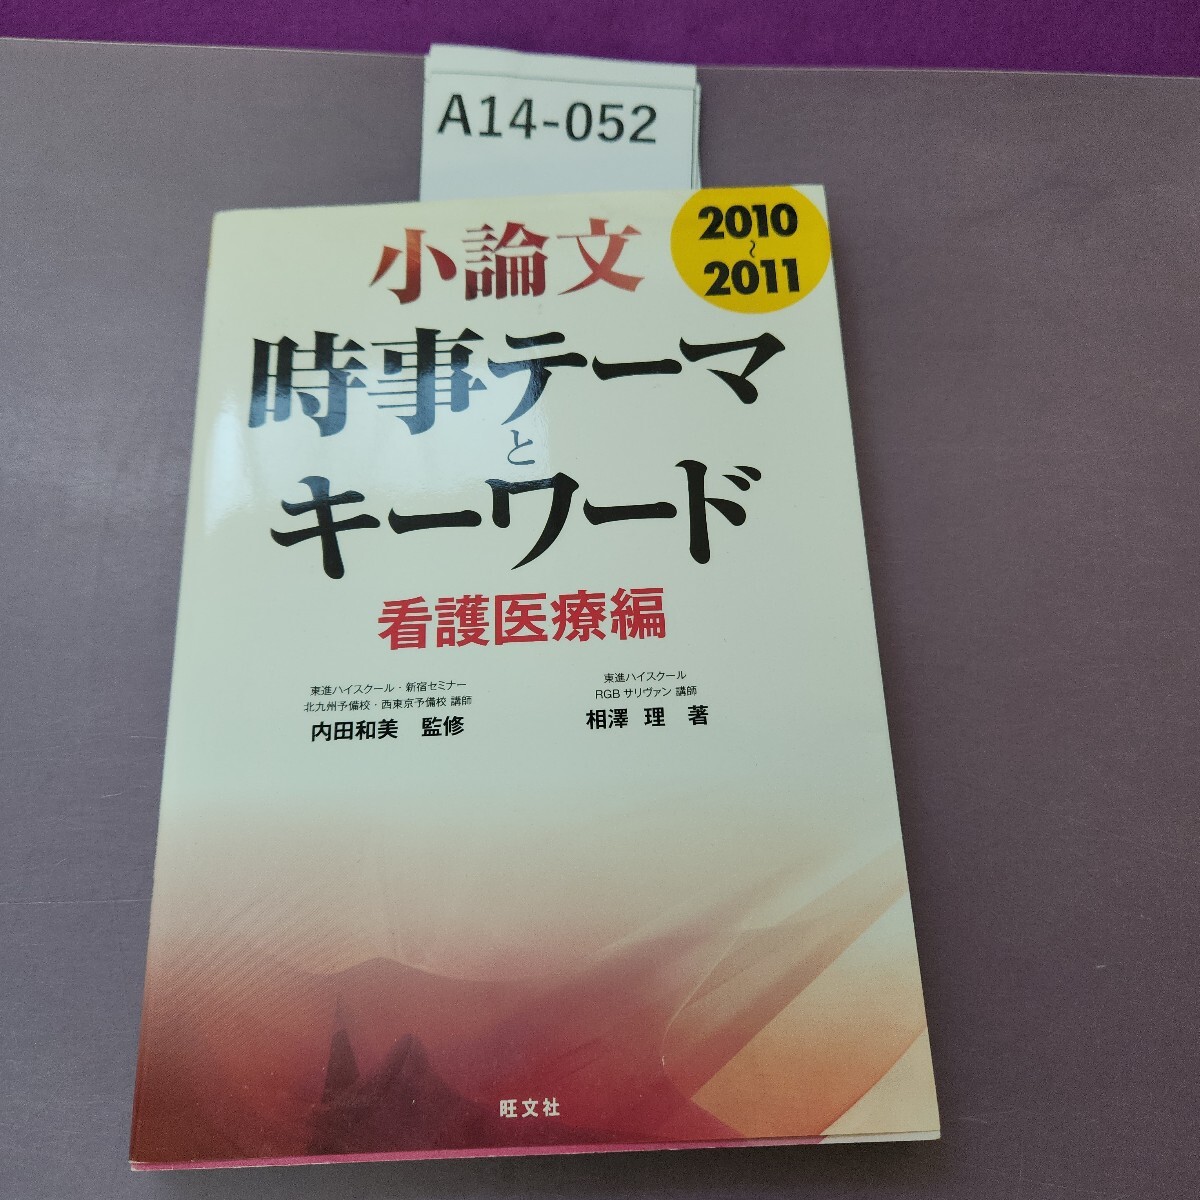 A14-052
小論文
2010
~
2011
時事テーマ
と
キーワード
看護医療編
東進ハイスクール・新宿セミナー
北九州予備校・西東京予備校 講師
内田和美 監修
東進ハイスクール
RGB サリヴァン 講師
相澤 理 著
旺文社